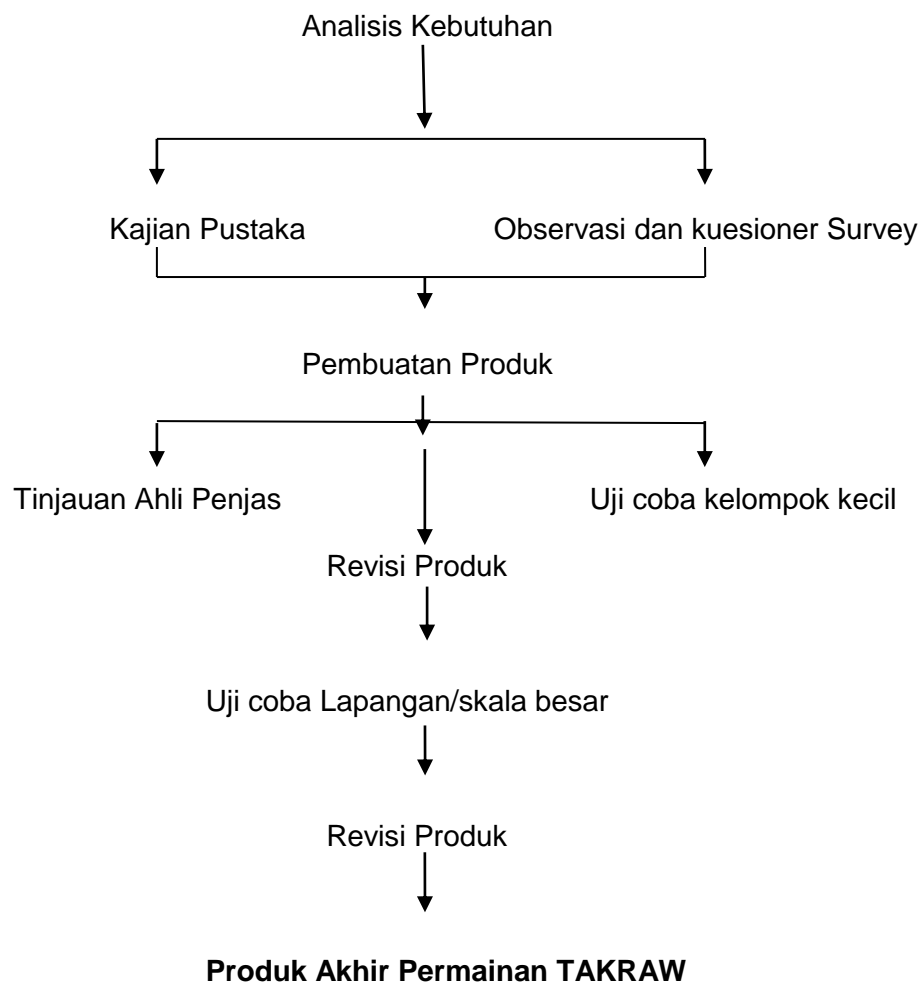 Analisis Kebutuhan
Kajian Pustaka
Observasi dan kuesioner Survey
Pembuatan Produk
Tinjauan Ahli Penjas
Uji coba kelompok kecil
Revisi Produk
Uji coba Lapangan/skala besar
Revisi Produk
Produk Akhir Permainan TAKRAW